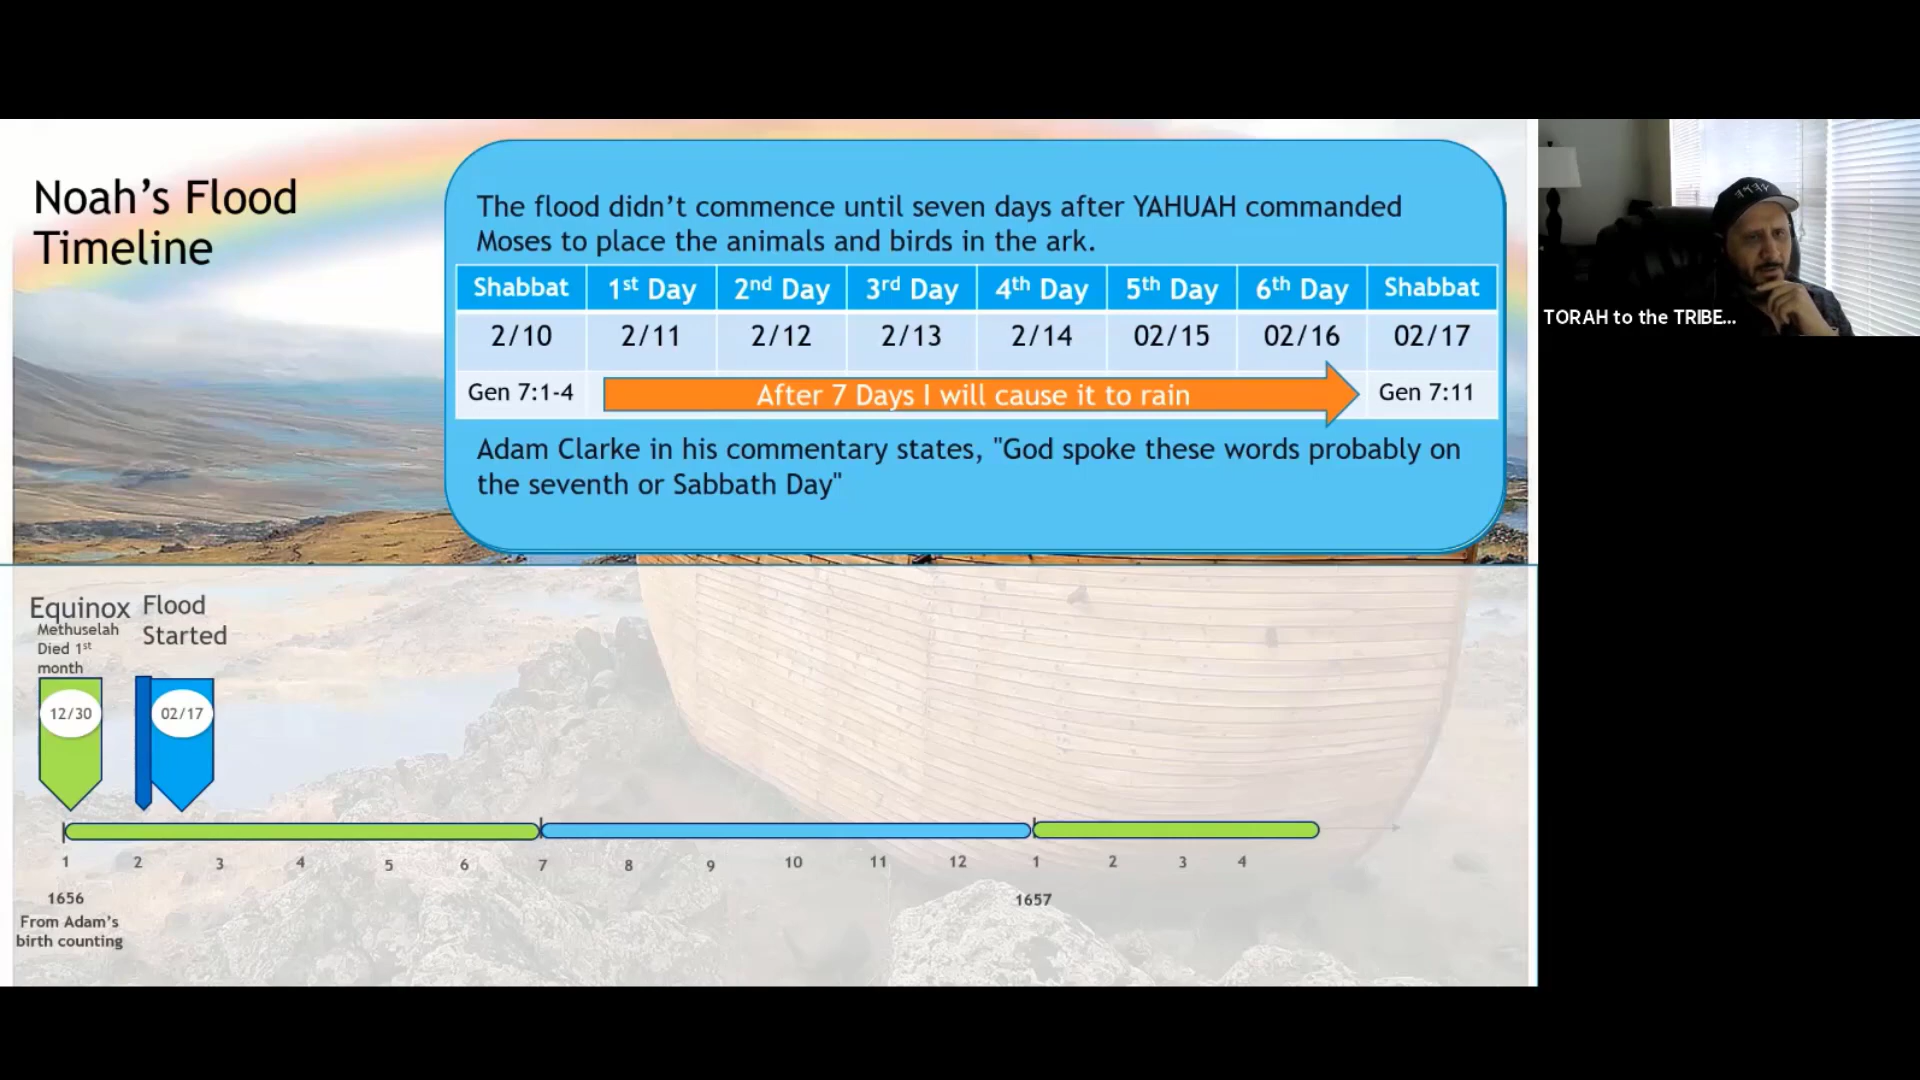 Noah's Flood
Timeline
The flood didn't commence until seven days after YAHUAH commanded
Moses to place the animals and birds in the ark.
Shabbat 1st Day 2nd Day 3rd Day 4th Day 5th Day 6th Day Shabbat
2/10 2/11 2/12 2/13 2/14 02/15 02/16 02/17
Gen 7:1-4 After 7 Days I will cause it to rain Gen 7:11
Adam Clarke in his commentary states, "God spoke these words probably on
the seventh or Sabbath Day"
TORAH to the TRIBE...
Equinox
Methuselah
Died 1st
month
Flood
Started
12/30 02/17
1 2 3 4 5 6 7 8 9 10 11 12 1 2 3 4
1656 1657
From Adam's
birth counting